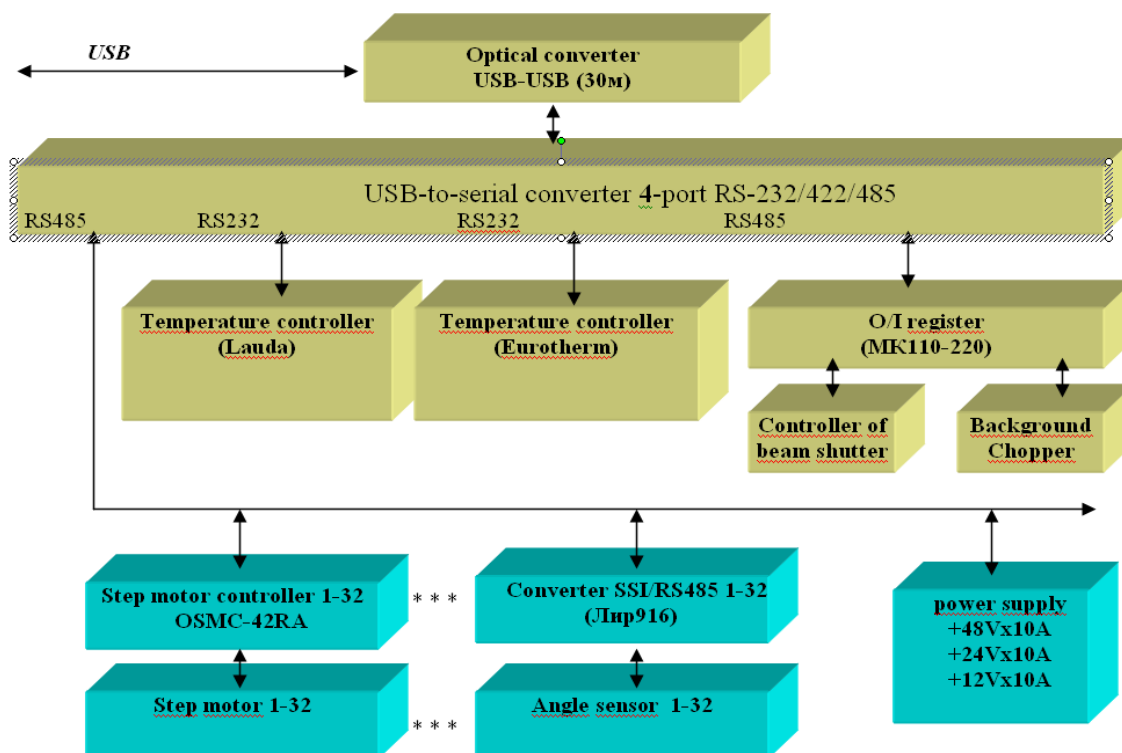 USB
Optical converter
USB-USB (30м)
USB-to-serial converter 4-port RS-232/422/485
RS485 RS232 RS232 RS485
Temperature controller
(Lauda)
Temperature controller
(Eurotherm)
O/I register
(МК110-220)
Controller of
beam shutter
Background
Chopper
Step motor controller 1-32
OSMC-42RA
* * *
Converter SSI/RS485 1-32
(Лир916)
power supply
+48Vx10A
+24Vx10A
+12Vx10A
Step motor 1-32
* * *
Angle sensor 1-32